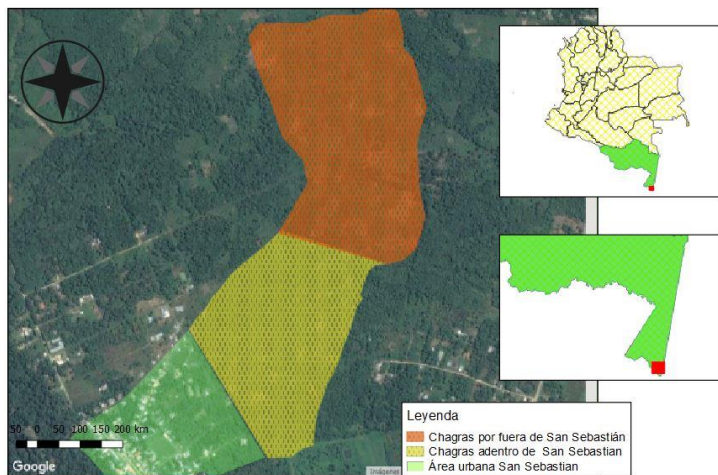 50 0 50 100 150 200 km
Google
Imágenes
Leyenda
Chagras por fuera de San Sebastián
Chagras adentro de San Sebastian
Área urbana San Sebastian